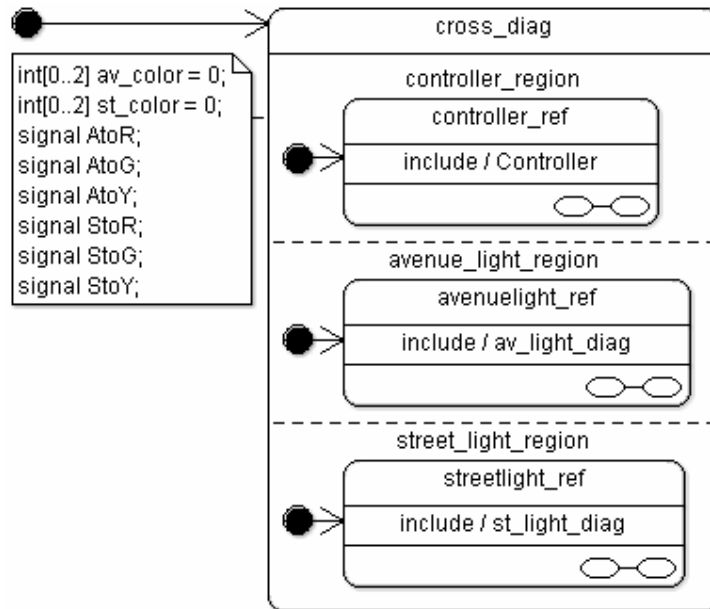 cross_diag
int[0..2] av_color = 0;
int[0..2] st_color = 0;
signal AtoR;
signal AtoG;
signal AtoY;
signal StoR;
signal StoG;
signal StoY;
controller_region
controller_ref
include / Controller
avenue_light_region
avenuelight_ref
include / av_light_diag
street_light_region
streetlight_ref
include / st_light_diag